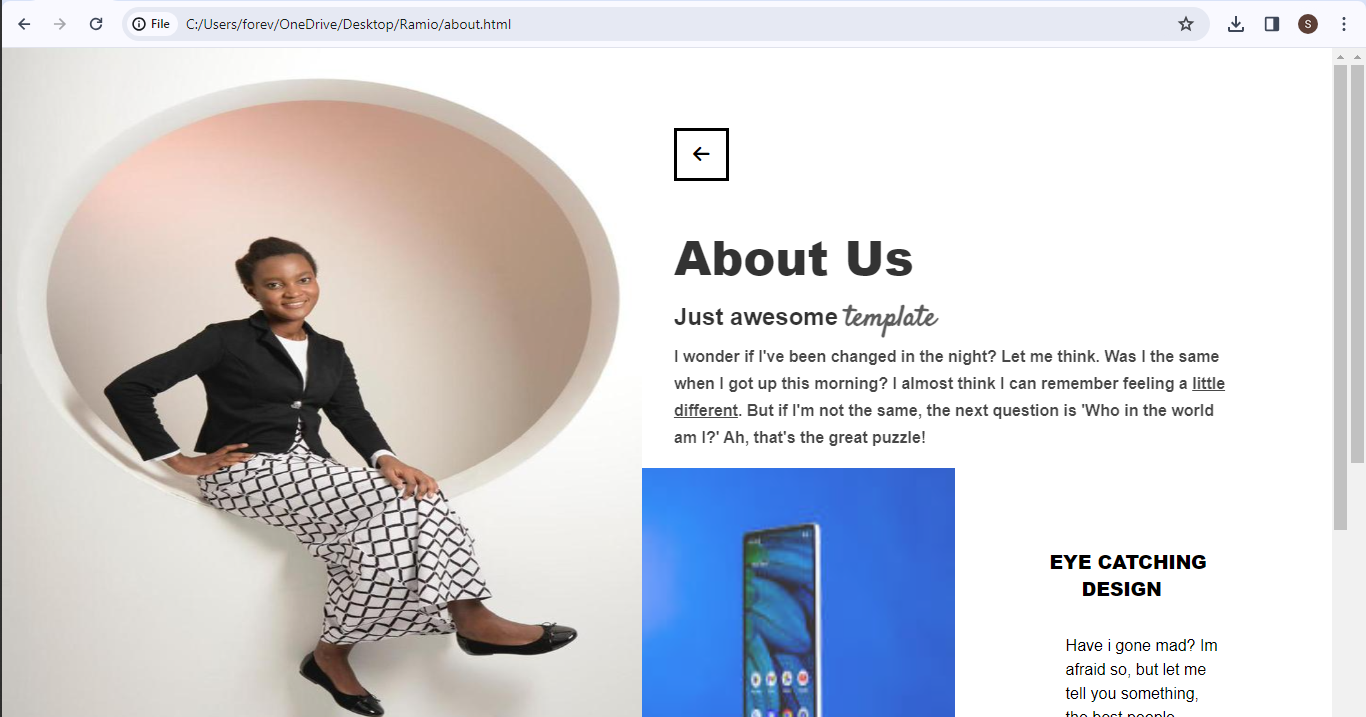 File C:/Users/forev/OneDrive/Desktop/Ramio/about.html
S
About Us
Just awesome template
I wonder if I've been changed in the night? Let me think. Was I the same
when I got up this morning? I almost think I can remember feeling a little
different. But if I'm not the same, the next question is 'Who in the world
am I?' Ah, that's the great puzzle!
EYE CATCHING
DESIGN
Have i gone mad? Im
afraid so, but let me
tell you something,
the best people